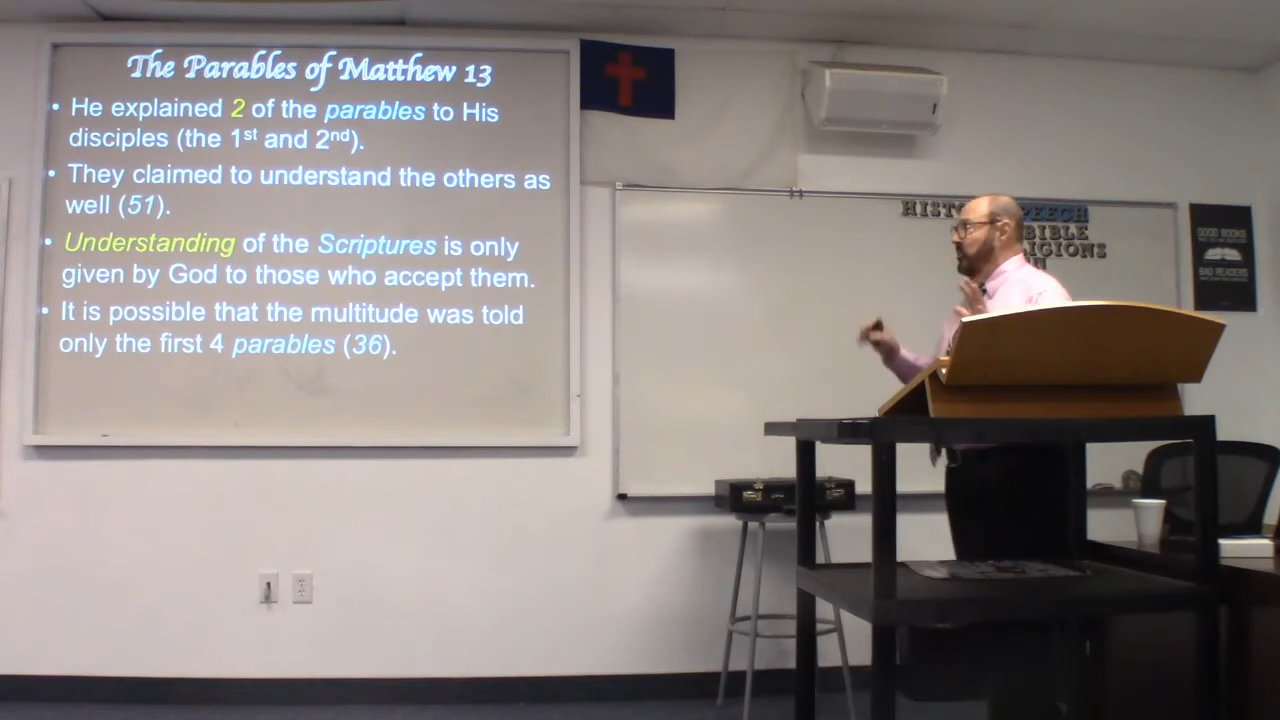 The Parables of Matthew 13
• He explained 2 of the parables to His
disciples (the 1st and 2nd).
• They claimed to understand the others as
well (51).
• Understanding of the Scriptures is only
given by God to those who accept them.
• It is possible that the multitude was told
only the first 4 parables (36).
BIBLE
GOOD BOOKS
BAD READERS